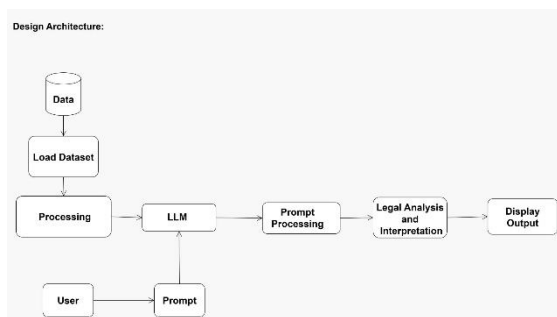 Design Architecture:
Data
Load Dataset
Processing
LLM
Prompt
Processing
Legal Analysis
and
Interpretation
Display
Output
User
Prompt